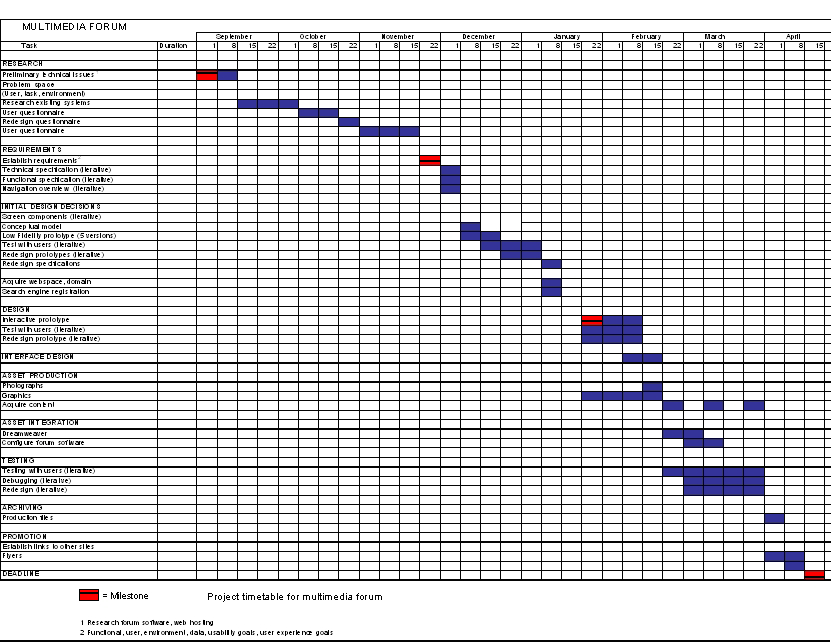 MULTIMEDIA FORUM
September October November December January February March April
Task Duration 1 8 15 22 1 8 15 22 1 8 15 22 1 8 15 22 1 8 15 22 1 8 15 22 1 8 15 22 1 8 15
RESEARCH
Preliminary technical issues
Problem space
(User, task, environment)
Research existing systems
User questionnaire
Redesign questionnaire
User questionnaire
REQUIREMENTS
Establish requirements
Technical specification (iterative)
Functional specification (iterative)
Navigation overview (iterative)
INITIAL DESIGN DECISIONS
Screen components (iterative)
Conceptual model
Low Fidelity prototype (5 versions)
Test with users (iterative)
Redesign prototypes (iterative)
Redesign specifications
Acquire webspace, domain
Search engine registration
DESIGN
Interactive prototype
Test with users (iterative)
Redesign prototype (iterative)
INTERFACE DESIGN
ASSET PRODUCTION
Photographs
Graphics
Acquire content
ASSET INTEGRATION
Dreamweaver
Configure forum software
TESTING
Testing with users (iterative)
Debugging (iterative)
Redesign (iterative)
ARCHIVING
Production files
PROMOTION
Establish links to other sites
Flyers
DEADLINE
= Milestone Project timetable for multimedia forum
1 Research forum software, web hosting
2 Functional, user, environment, data, usability goals, user experience goals